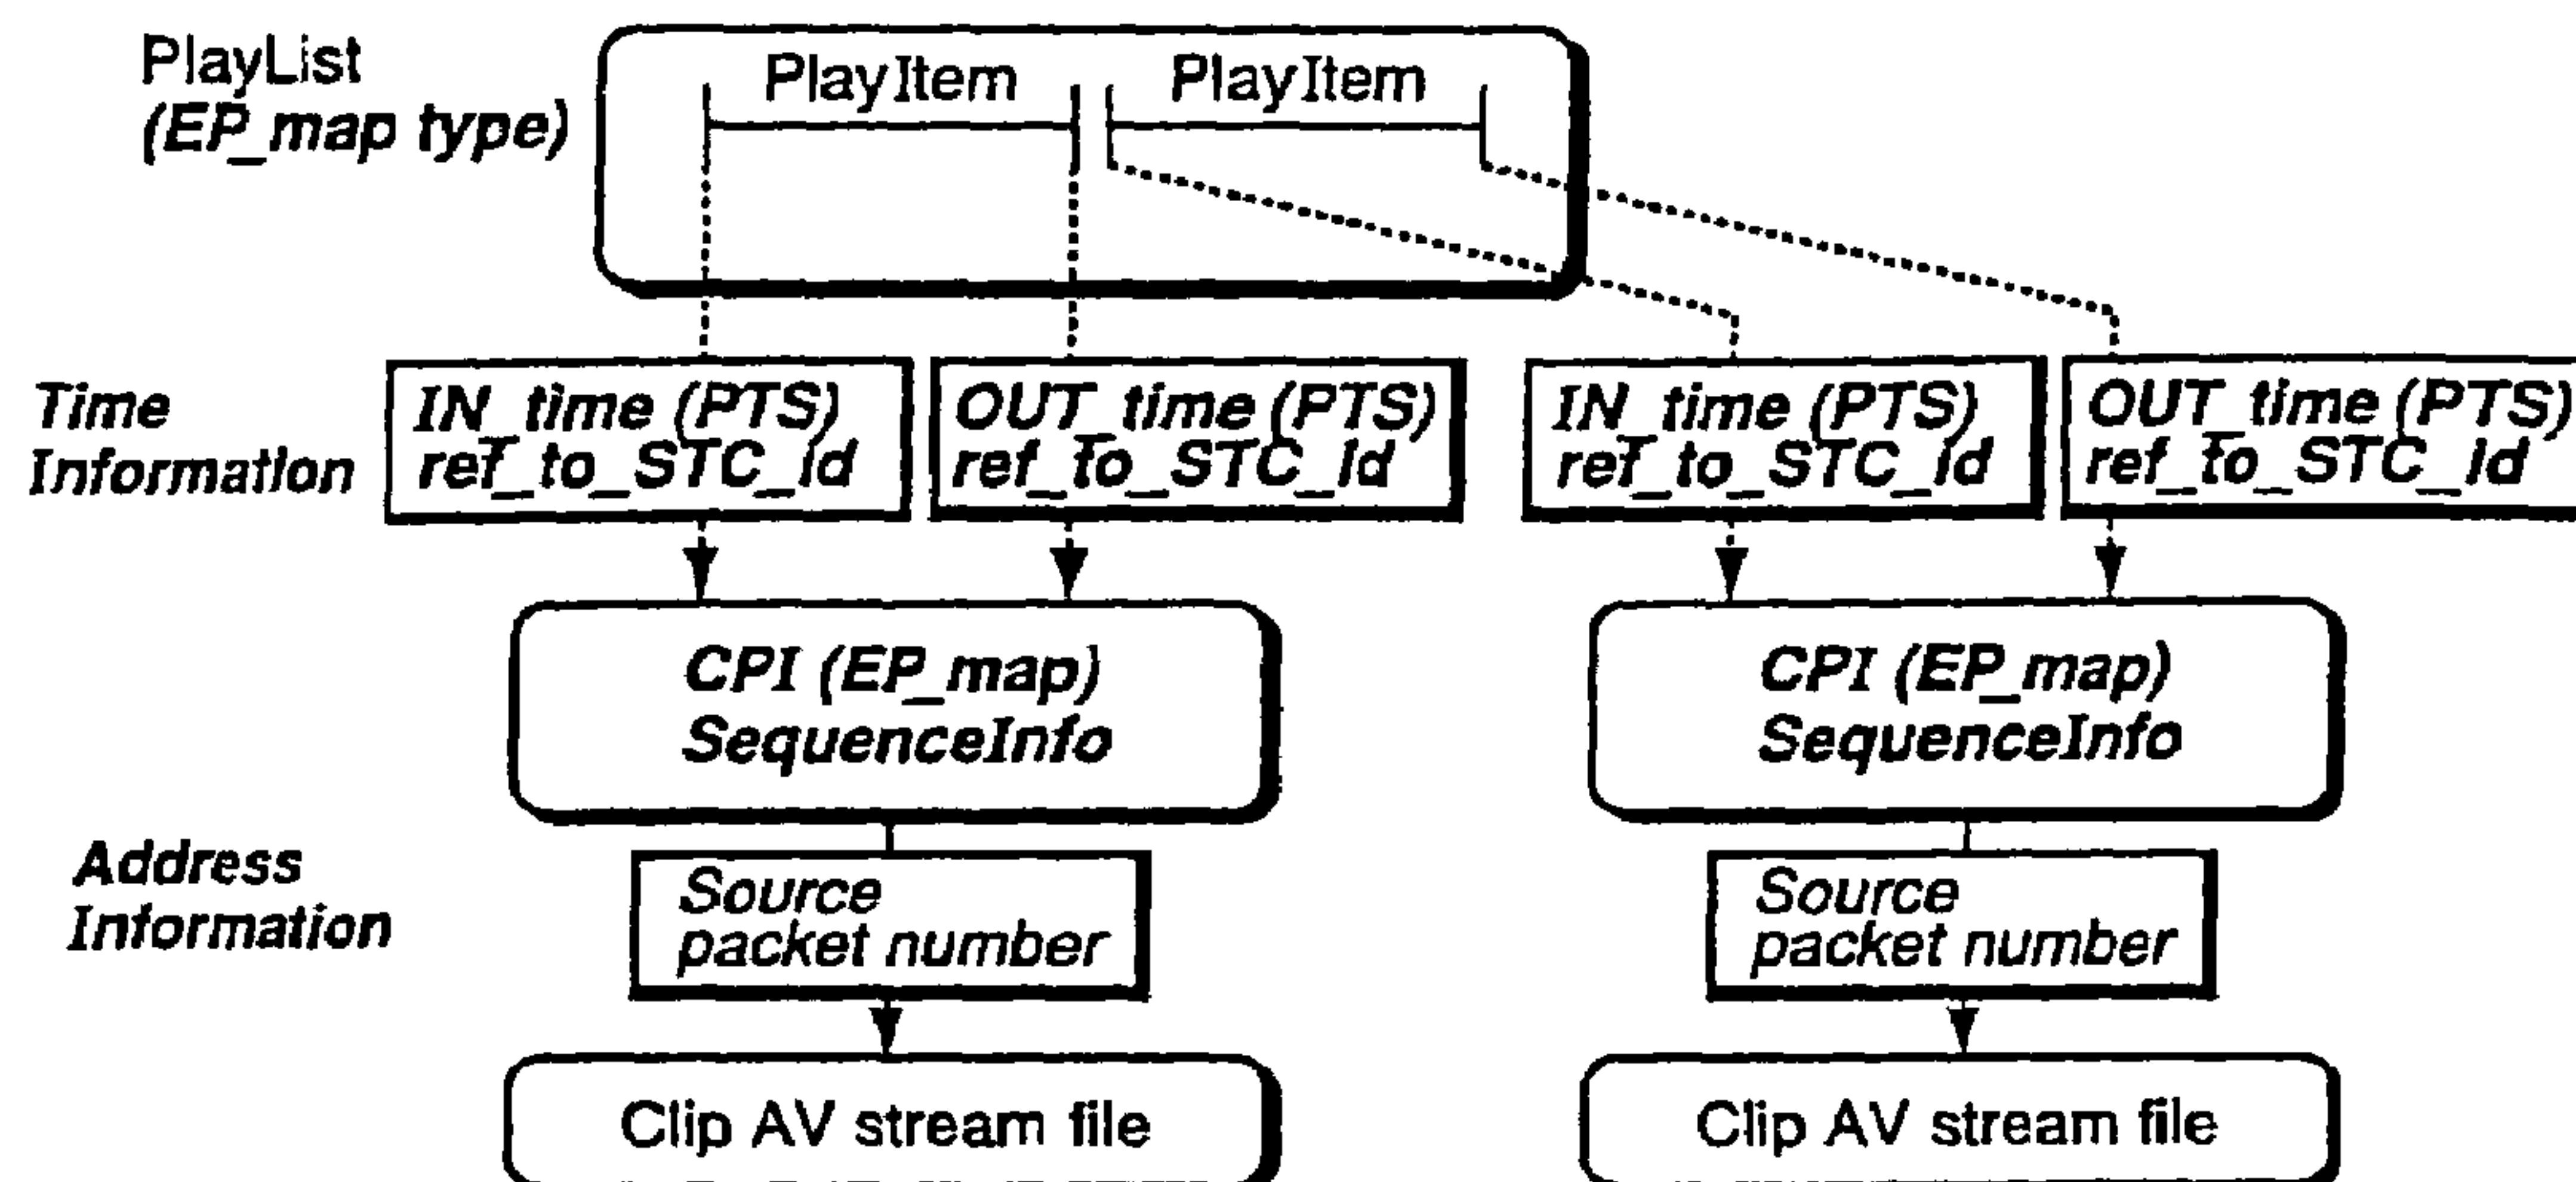 PlayList
(EP_map type)
PlayItem
PlayItem
Time
Information
IN_time (PTS)
ref_to_STC_id
OUT_time (PTS)
ref_to_STC_id
IN_time (PTS)
ref_to_STC_id
OUT_time (PTS)
ref_to_STC_id
CPI (EP_map)
SequenceInfo
CPI (EP_map)
SequenceInfo
Address
Information
Source
packet number
Source
packet number
Clip AV stream file
Clip AV stream file